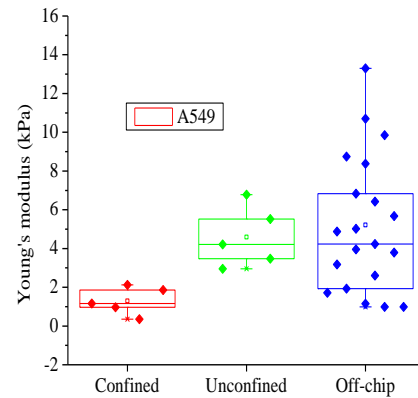 16
14
12
10
8
6
4
2
0
-2
Young's modulus (kPa)
A549
Confined
Unconfined
Off-chip